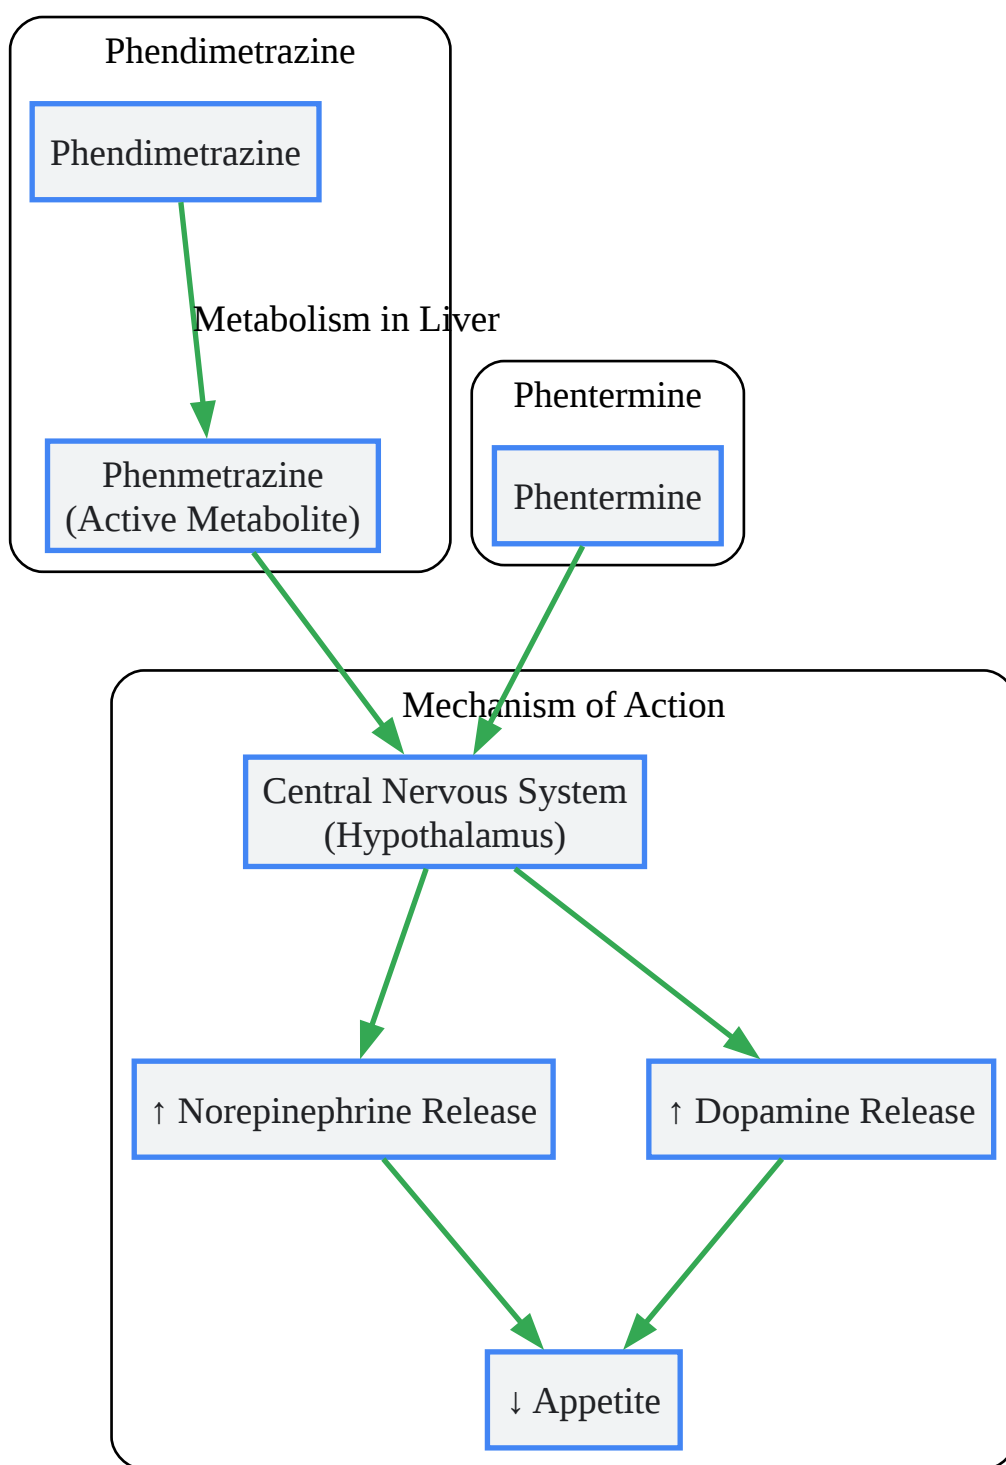 Phendimetrazine
Phendimetrazine
Metabolism in Liver
Phenmetrazine
(Active Metabolite)
Phentermine
Phentermine
Mechanism of Action
Central Nervous System
(Hypothalamus)
↑ Norepinephrine Release
↑ Dopamine Release
↓ Appetite